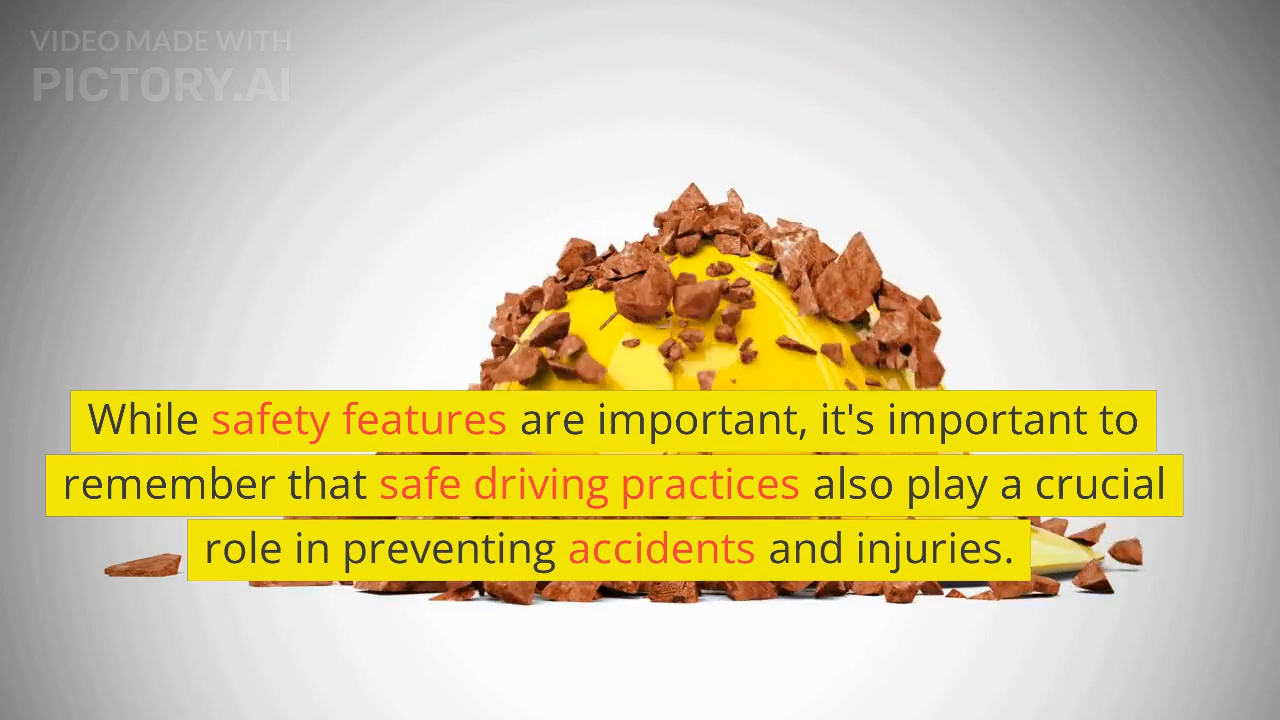 VIDEO MADE WITH
PICTORY.AI
While safety features are important, it's important to
remember that safe driving practices also play a crucial
role in preventing accidents and injuries.